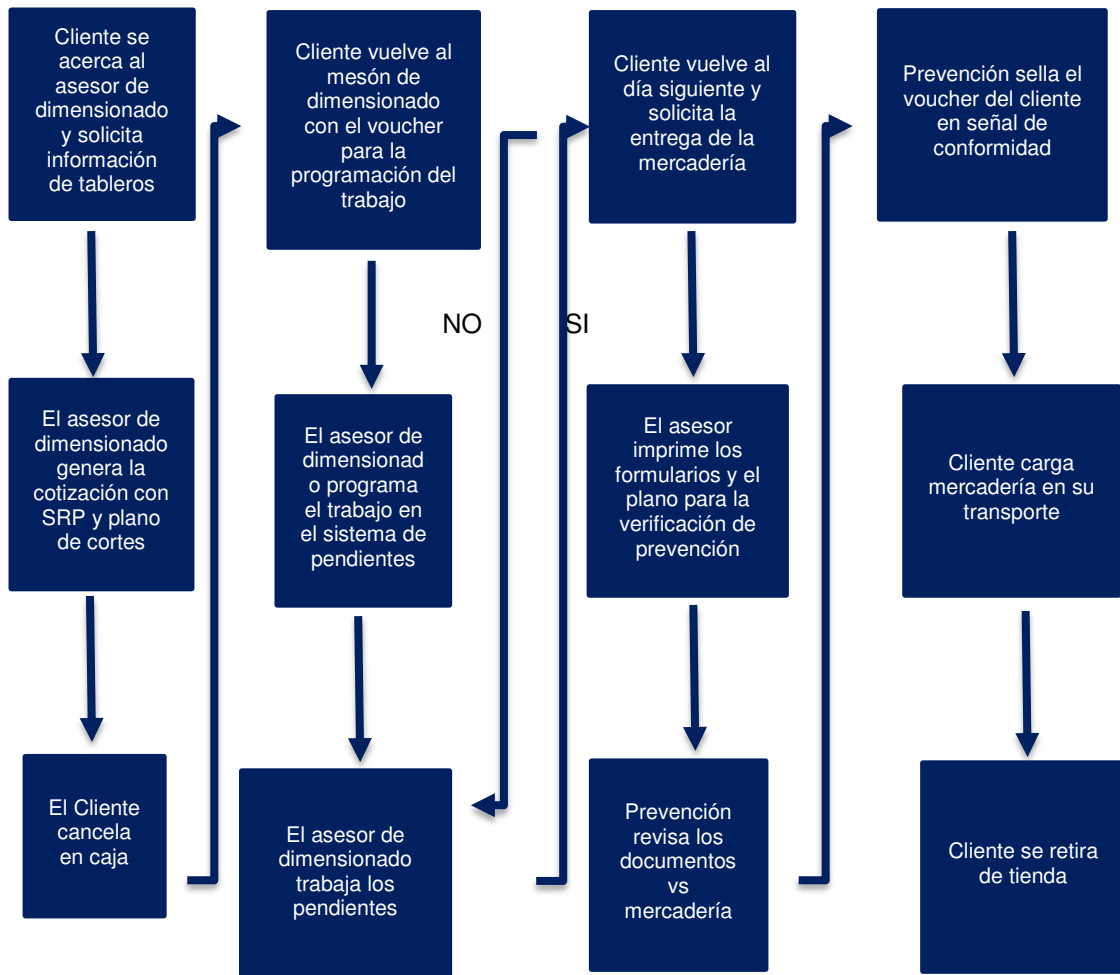 Cliente se
acerca al
asesor de
dimensionado
y solicita
información
de tableros
El asesor de
dimensionado
genera la
cotización con
SRP y plano
de cortes
El Cliente
cancela
en caja
Cliente vuelve al
mesón de
dimensionado
con el voucher
para la
programación del
trabajo
El asesor de
dimensionad
o programa
el trabajo en
el sistema de
pendientes
El asesor de
dimensionado
trabaja los
pendientes
NO
SI
Cliente vuelve al
día siguiente y
solicita la
entrega de la
mercadería
El asesor
imprime los
formularios y el
plano para la
verificación de
prevención
Prevención
revisa los
documentos
vs
mercadería
Prevención sella el
voucher del cliente
en señal de
conformidad
Cliente carga
mercadería en su
transporte
Cliente se retira
de tienda